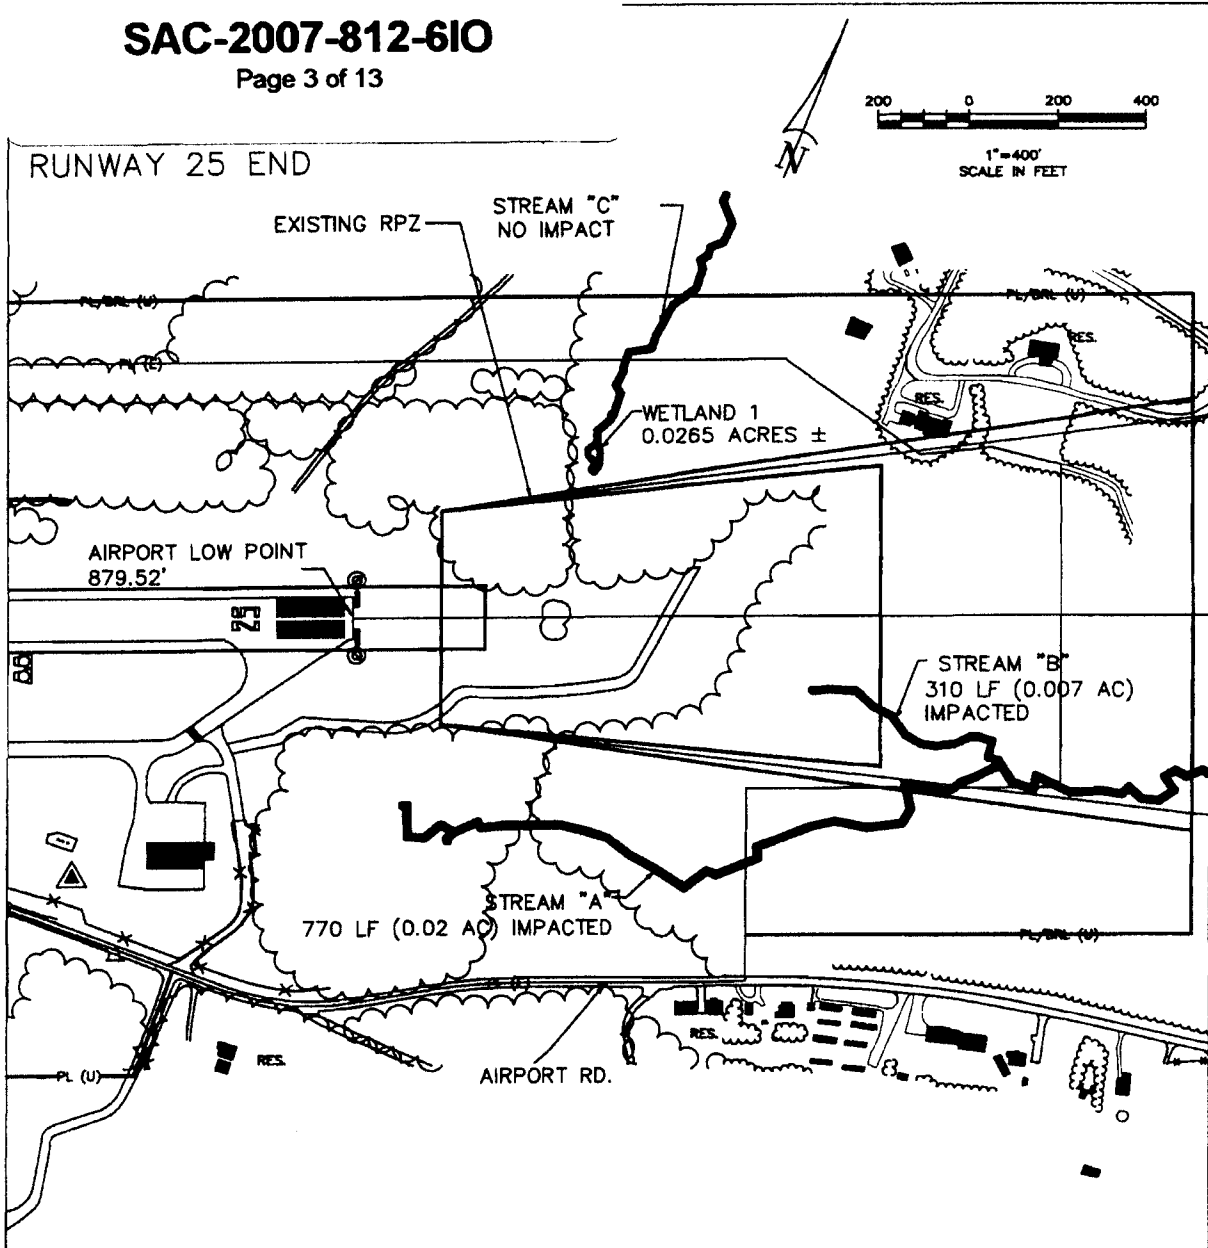 SAC-2007-812-6IO
Page 3 of 13
200 0 200 400
1"=400'
SCALE IN FEET
N
RUNWAY 25 END
EXISTING RPZ
STREAM "C"
NO IMPACT
PL/BRL (U)
PL/BRL (U)
PL (E)
RES.
RES.
WETLAND 1
0.0265 ACRES ±
AIRPORT LOW POINT
879.52'
25
STREAM "B"
310 LF (0.007 AC)
IMPACTED
STREAM "A"
770 LF (0.02 AC) IMPACTED
PL/BRL (U)
RES.
RES.
PL (U)
AIRPORT RD.